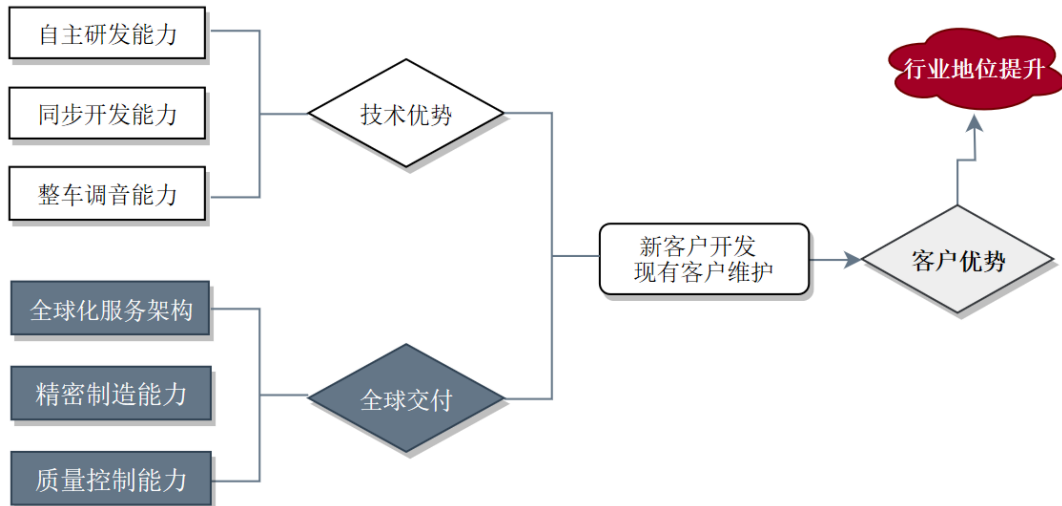 自主研发能力
同步开发能力
整车调音能力
技术优势
全球化服务架构
精密制造能力
质量控制能力
全球交付
新客户开发
现有客户维护
客户优势
行业地位提升